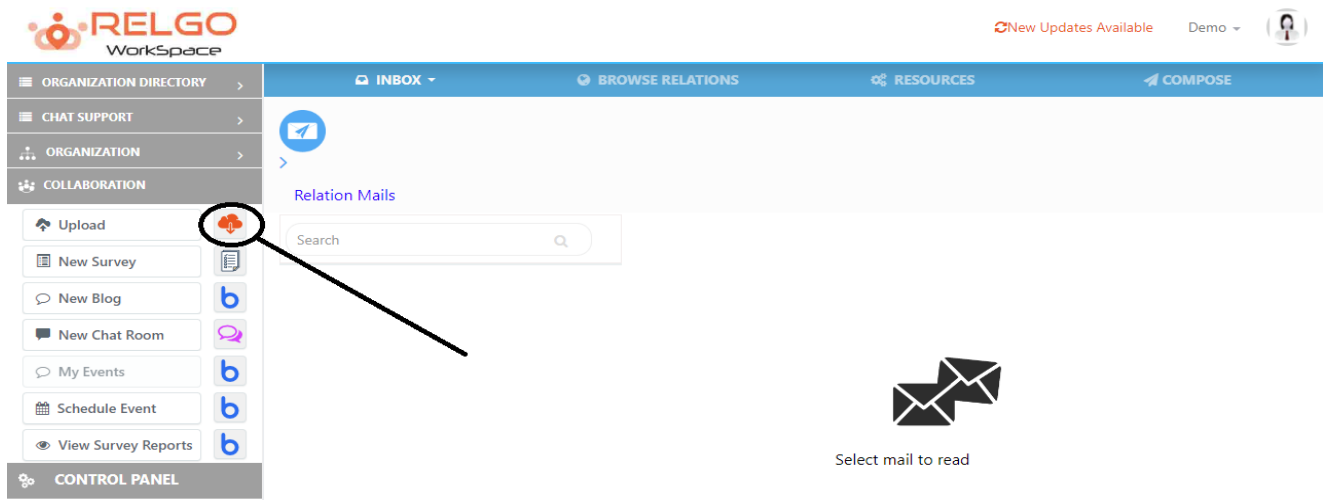 RELGO
WorkSpace
New Updates Available
Demo
ORGANIZATION DIRECTORY
INBOX
BROWSE RELATIONS
RESOURCES
COMPOSE
CHAT SUPPORT
ORGANIZATION
COLLABORATION
Relation Mails
Upload
Search
New Survey
New Blog
New Chat Room
My Events
Schedule Event
View Survey Reports
Select mail to read
CONTROL PANEL